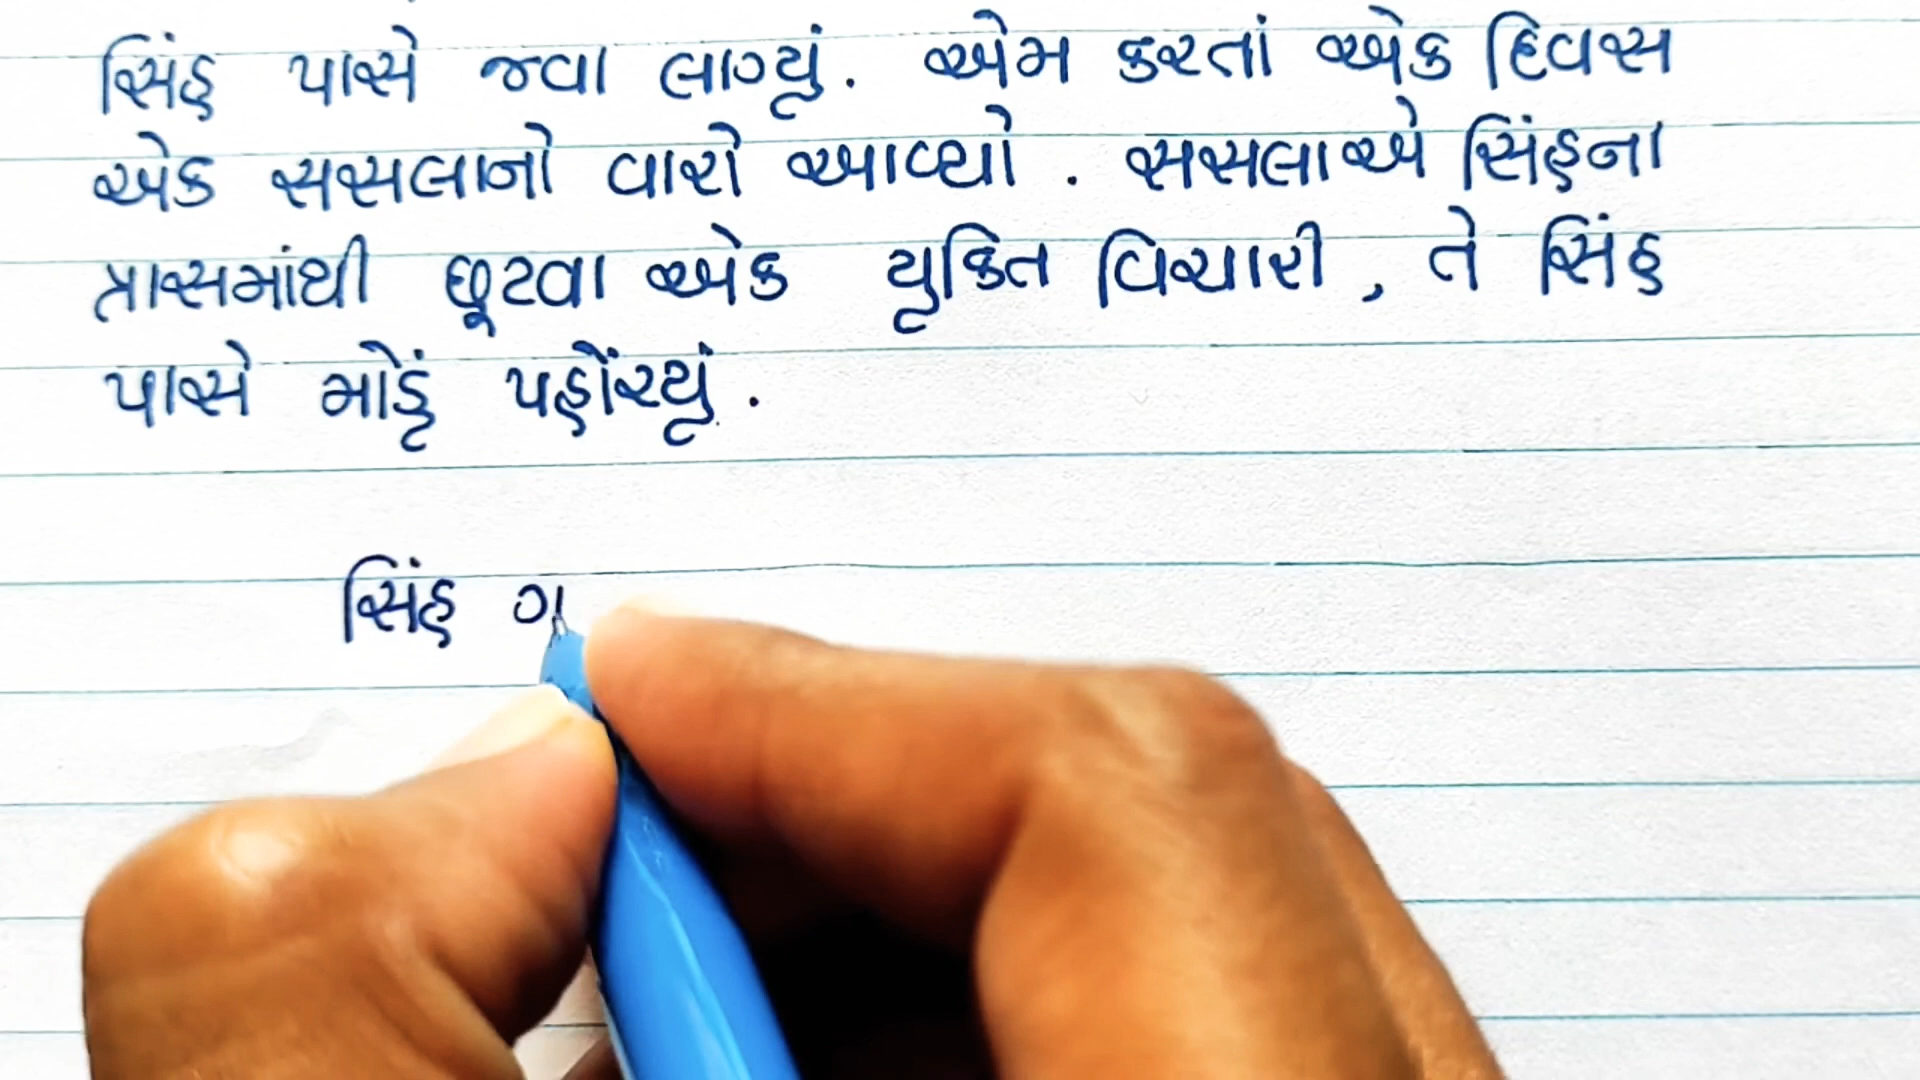 સિંહ પાસે જવા લાગ્યું. એમ કરતાં એક દિવસ
એક સસલાનો વારો આવ્યો. સસલાએ સિંહના
ત્રાસમાંથી છૂટવા એક યુકિત વિચારી, તે સિંહ
પાસે મોડું પહોંચ્યું.
સિંહ ગ